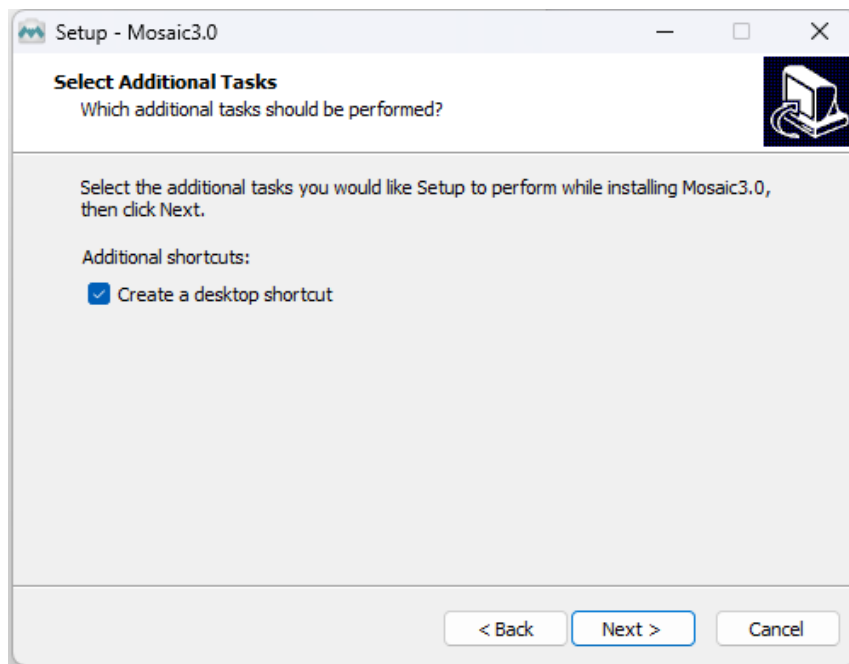 Setup - Mosaic3.0
Select Additional Tasks
Which additional tasks should be performed?
Select the additional tasks you would like Setup to perform while installing Mosaic3.0,
then click Next.
Additional shortcuts:
Create a desktop shortcut
< Back
Next >
Cancel